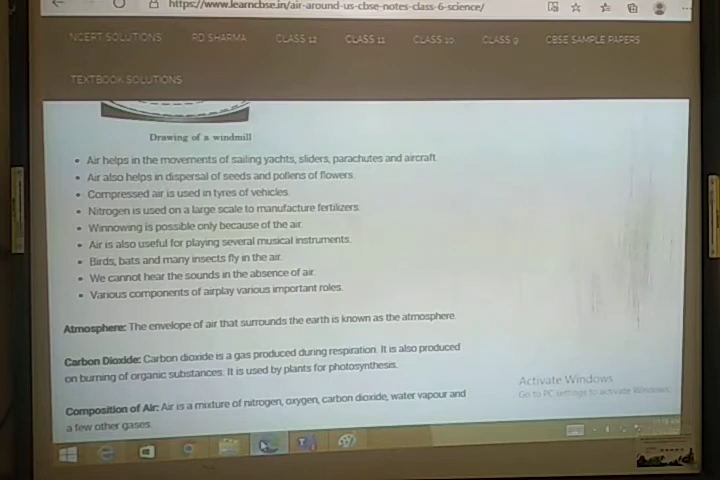 https://www.learncbse.in/air-around-us-cbse-notes-class-6-science/
NCERT SOLUTIONS RD SHARMA CLASS 12 CLASS 11 CLASS 10 CLASS 9 CBSE SAMPLE PAPERS
TEXTBOOK SOLUTIONS
Drawing of a windmill
• Air helps in the movements of sailing yachts, sliders, parachutes and aircraft.
• Air also helps in dispersal of seeds and pollens of flowers.
• Compressed air is used in tyres of vehicles.
• Nitrogen is used on a large scale to manufacture fertilizers.
• Winnowing is possible only because of the air.
• Air is also useful for playing several musical instruments.
• Birds, bats and many insects fly in the air.
• We cannot hear the sounds in the absence of air.
• Various components of airplay various important roles.
Atmosphere: The envelope of air that surrounds the earth is known as the atmosphere.
Carbon Dioxide: Carbon dioxide is a gas produced during respiration. It is also produced
on burning of organic substances. It is used by plants for photosynthesis.
Composition of Air: Air is a mixture of nitrogen, oxygen, carbon dioxide, water vapour and
a few other gases.
Activate Windows
Go to PC settings to activate Windows.